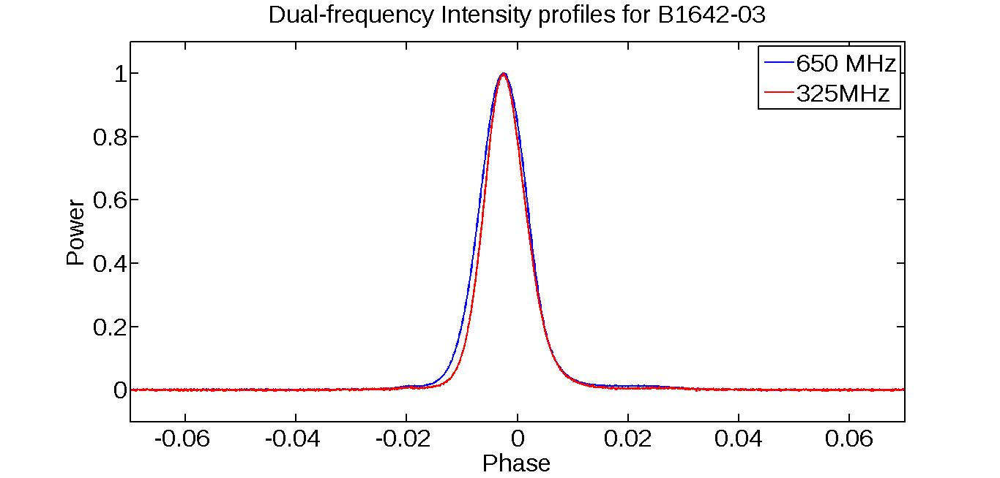 Dual-frequency Intensity profiles for B1642-03
650 MHz
325MHz
1
0.8
0.6
0.4
0.2
0
Power
-0.06 -0.04 -0.02 0 0.02 0.04 0.06
Phase